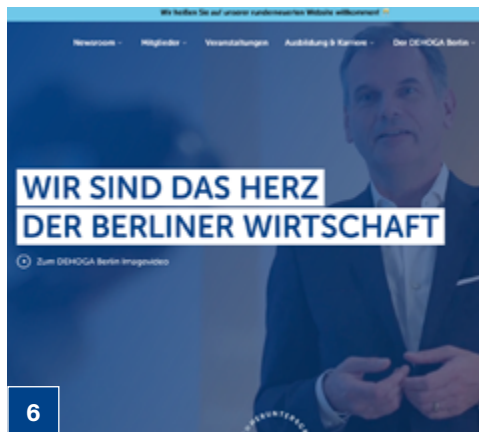 Wir heißen Sie auf unserer runderneuerten Website willkommen!
Newsroom Mitglieder Veranstaltungen Ausbildung & Karriere Der DEHOGA Berlin
WIR SIND DAS HERZ
DER BERLINER WIRTSCHAFT
Zum DEHOGA Berlin Imagevideo
6